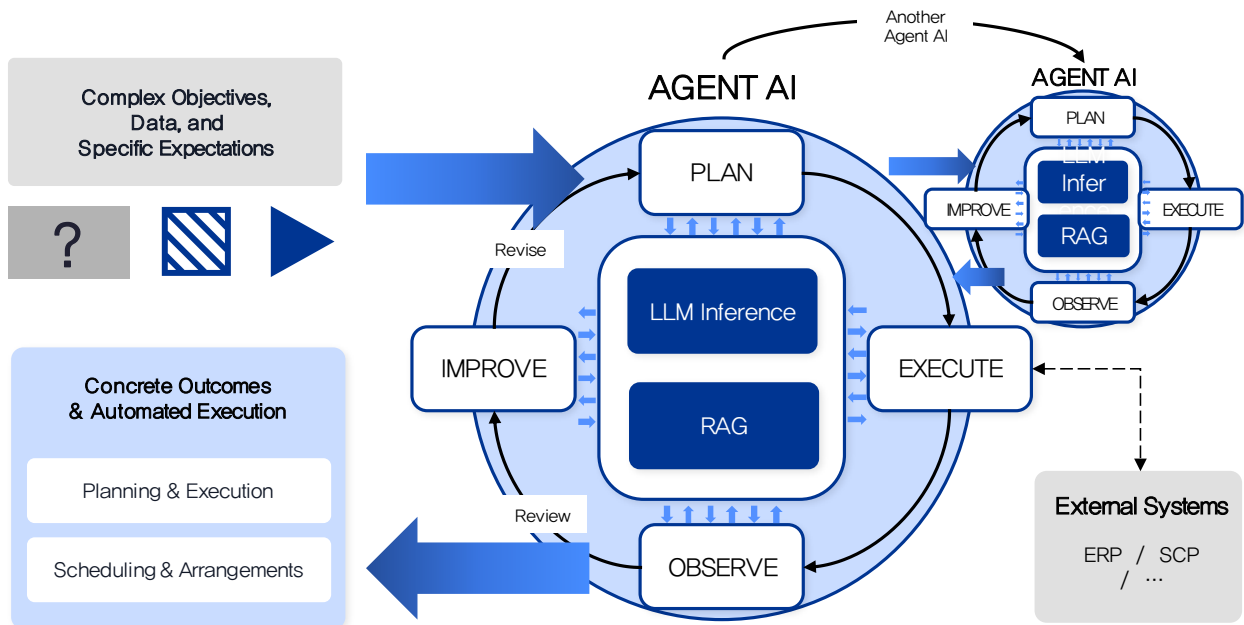 Another
Agent AI
AGENT AI
AGENT AI
Complex Objectives,
Data, and
Specific Expectations
?
PLAN
Revise
LLM Inference
IMPROVE
EXECUTE
RAG
Review
OBSERVE
PLAN
LLM
Infer
IMPROVE
EXECUTE
RAG
OBSERVE
Concrete Outcomes
& Automated Execution
Planning & Execution
Scheduling & Arrangements
External Systems
ERP / SCP
/ ...